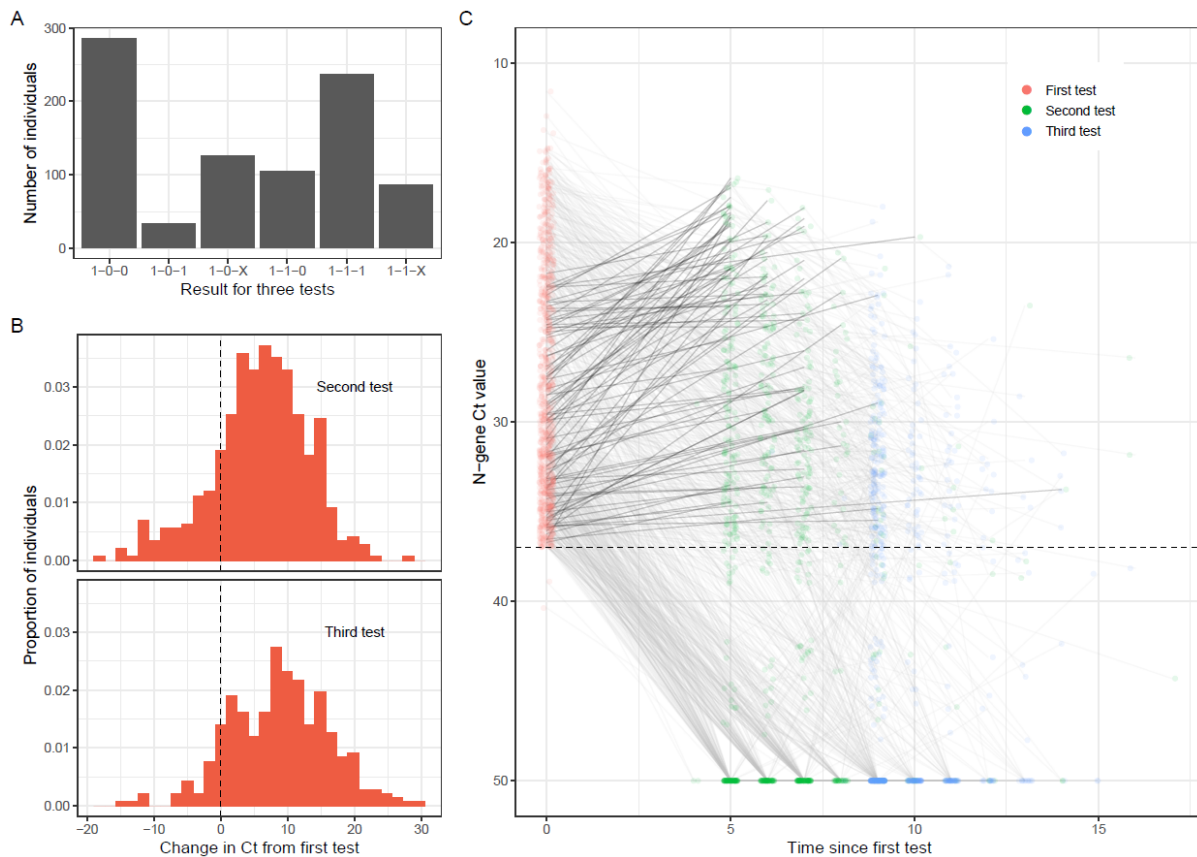 A
Number of individuals
300
200
100
0
1-0-0 1-0-1 1-0-X 1-1-0 1-1-1 1-1-X
Result for three tests
B
Proportion of individuals
0.03
0.02
0.01
0.00
Second test
0.03
0.02
0.01
0.00
Third test
-20 -10 0 10 20 30
Change in Ct from first test
C
N-gene Ct value
10
20
30
40
50
First test
Second test
Third test
0 5 10 15
Time since first test